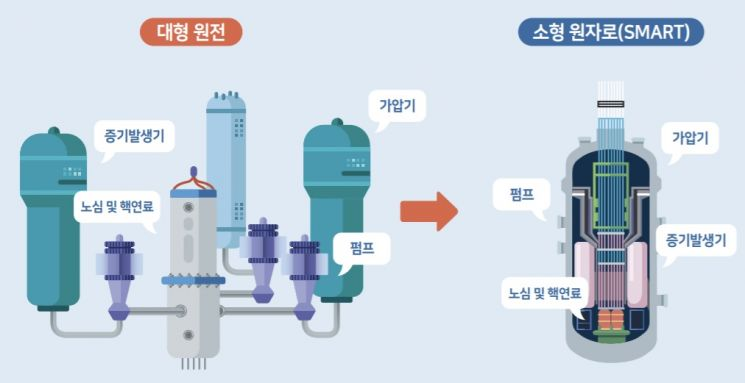 대형 원전
소형 원자로(SMART)
증기발생기
가압기
노심 및 핵연료
펌프
가압기
펌프
증기발생기
노심 및 핵연료